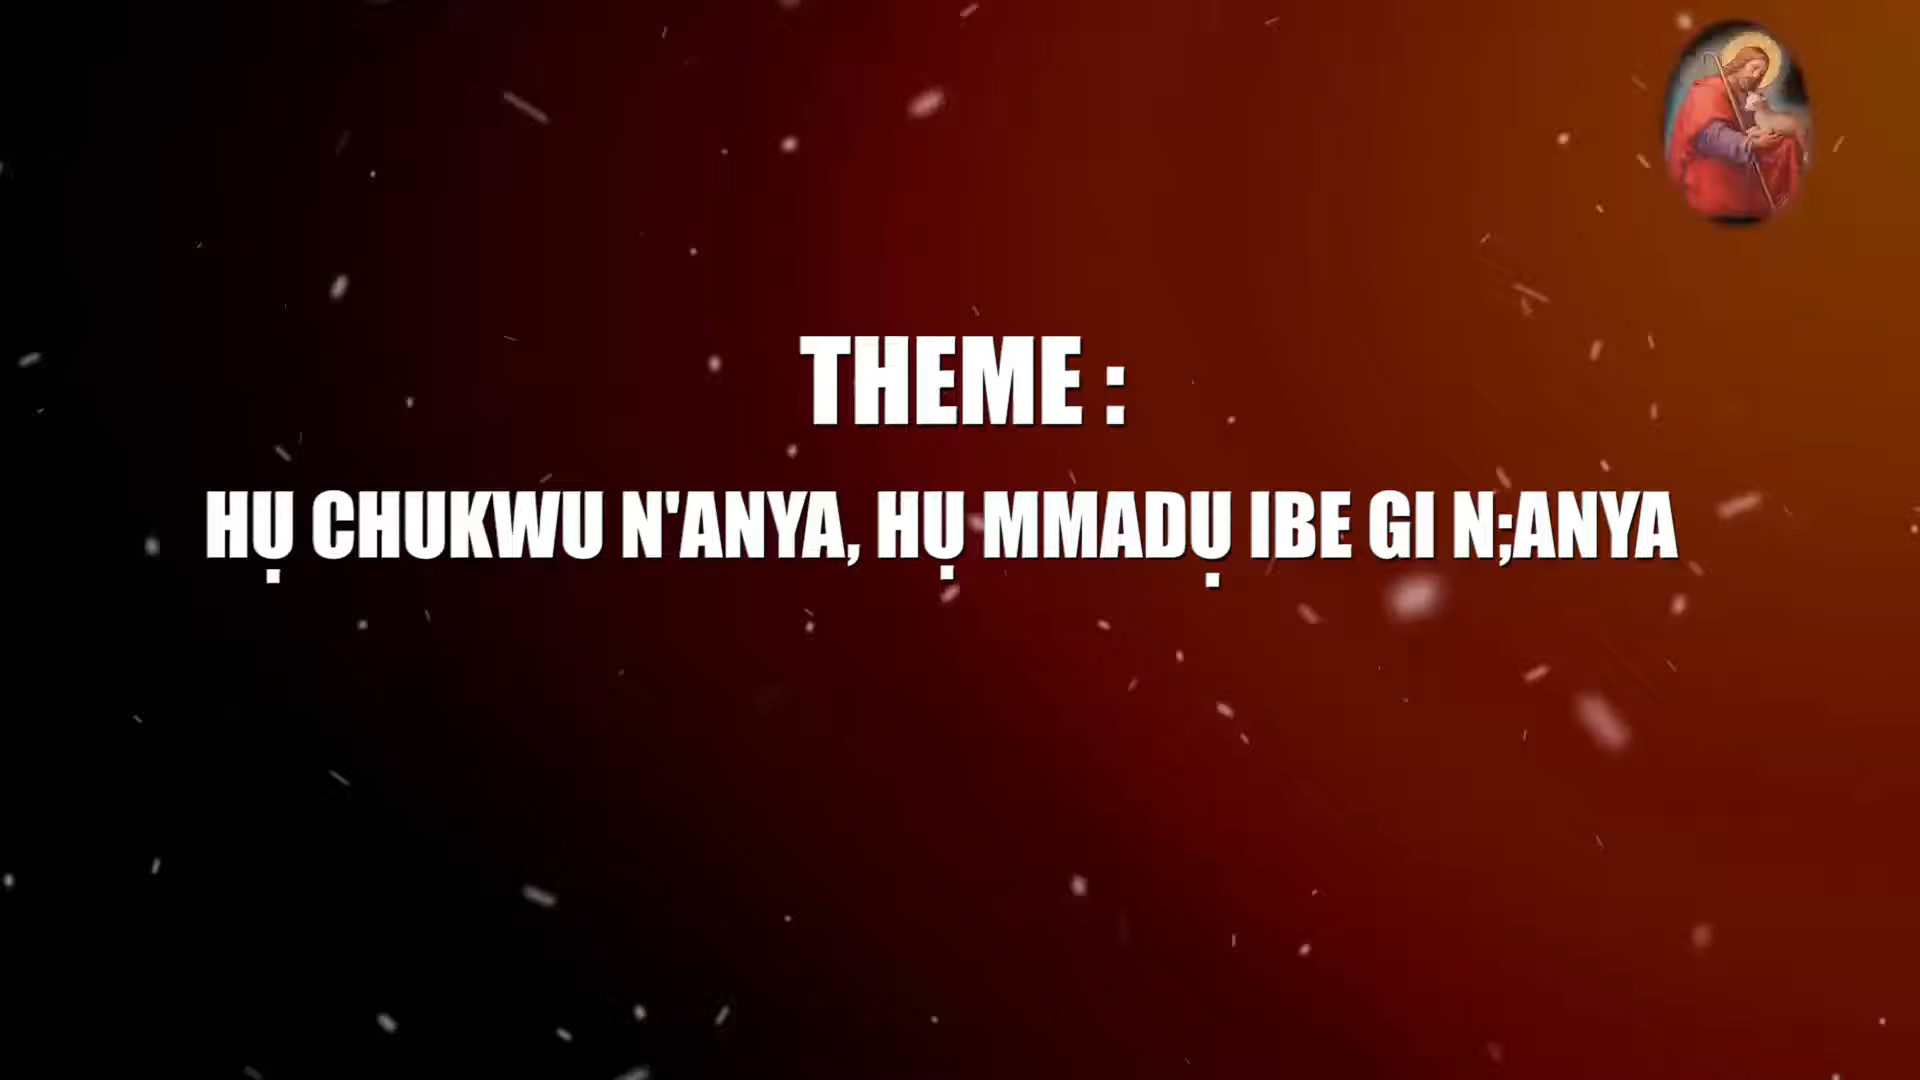 THEME :
HỤ CHUKWU N'ANYA, HỤ MMADỤ IBE GI N;ANYA